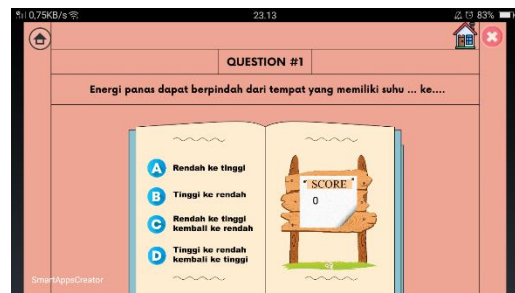 0,75KB/s
23.13
83%
QUESTION #1
Energi panas dapat berpindah dari tempat yang memiliki suhu ... ke....
A Rendah ke tinggi
B Tinggi ke rendah
C Rendah ke tinggi
kembali ke rendah
D Tinggi ke rendah
kembali ke tinggi
SCORE
0
SmartAppsCreator